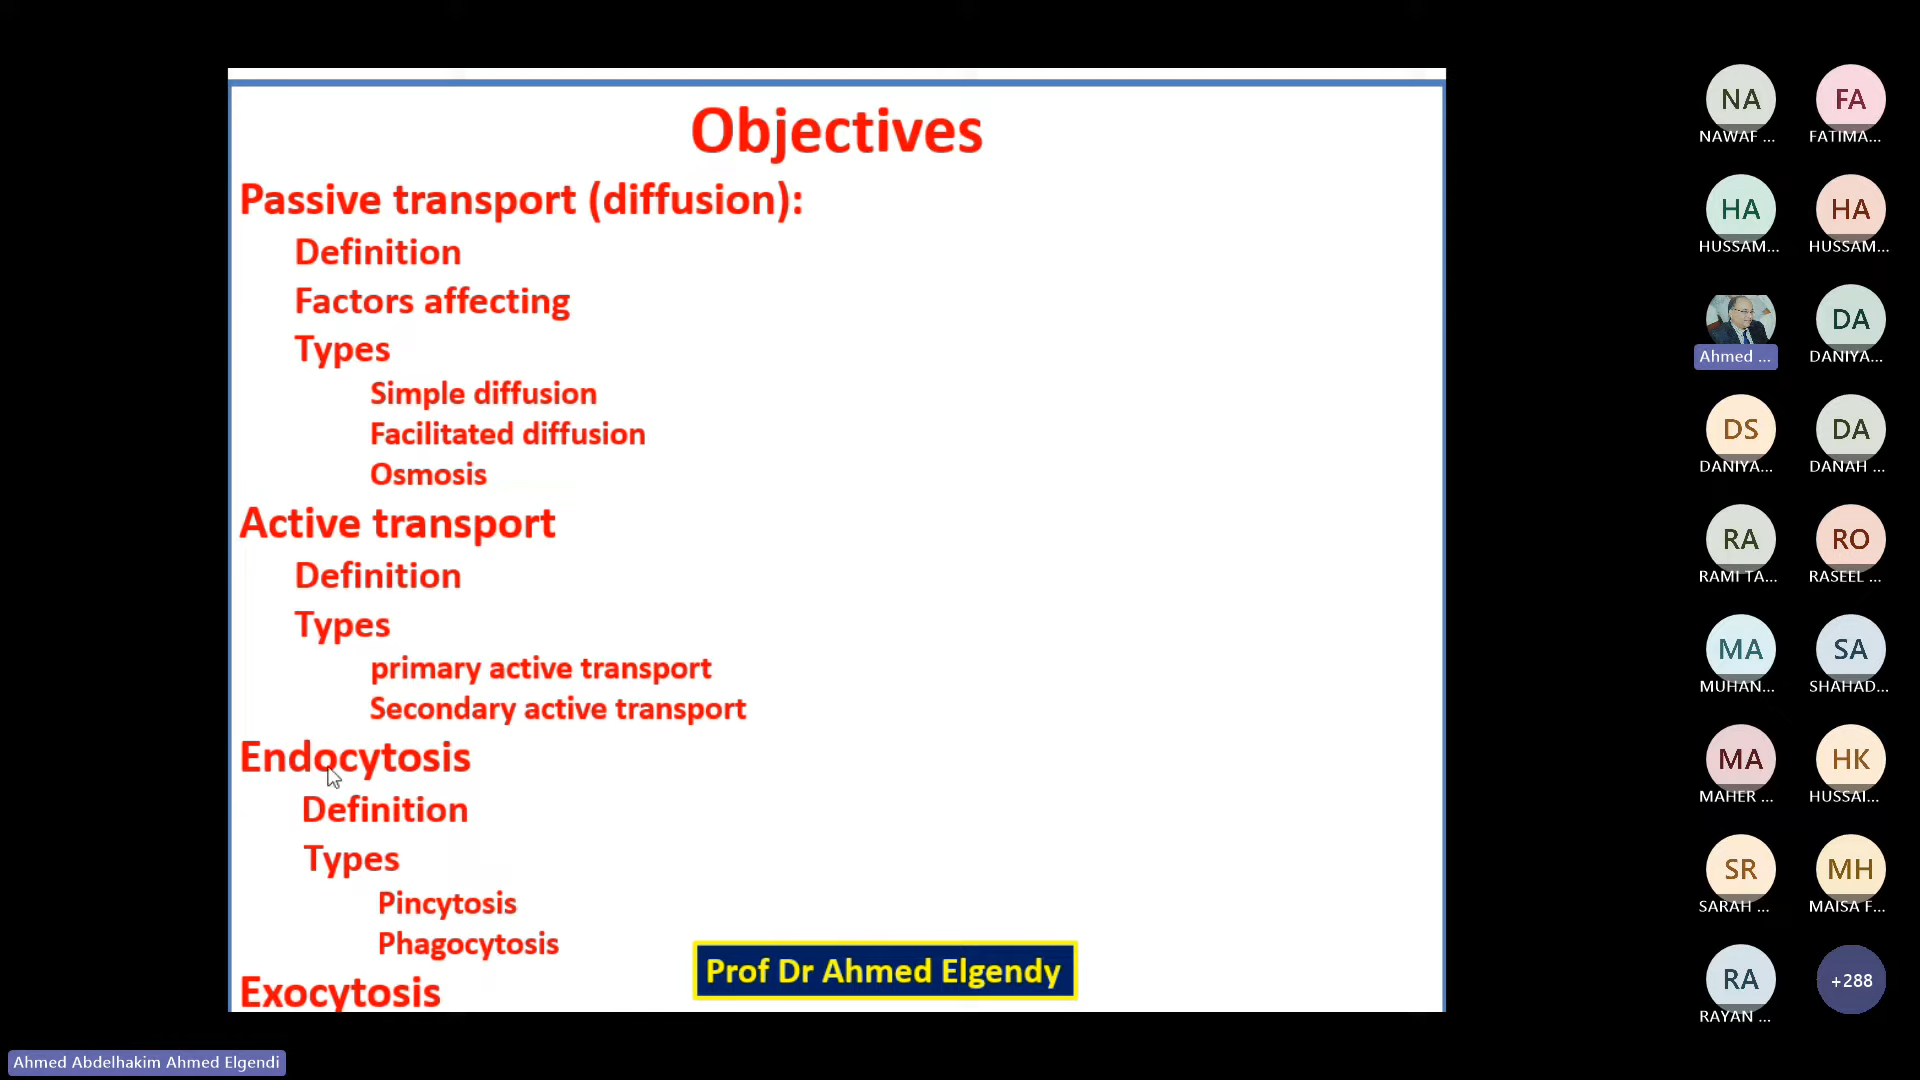 Objectives
Passive transport (diffusion):
Definition
Factors affecting
Types
Simple diffusion
Facilitated diffusion
Osmosis
Active transport
Definition
Types
primary active transport
Secondary active transport
Endocytosis
Definition
Types
Pincytosis
Phagocytosis
Exocytosis
Prof Dr Ahmed Elgendy
NA FA
NAWAF ... FATIMA...
HA HA
HUSSAM... HUSSAM...
DA
Ahmed ... DANIYA...
DS DA
DANIYA... DANAH ...
RA RO
RAMI TA... RASEEL ...
MA SA
MUHAN... SHAHAD...
MA HK
MAHER ... HUSSAI...
SR MH
SARAH ... MAISA F...
RA +288
RAYAN ...
Ahmed Abdelhakim Ahmed Elgendi